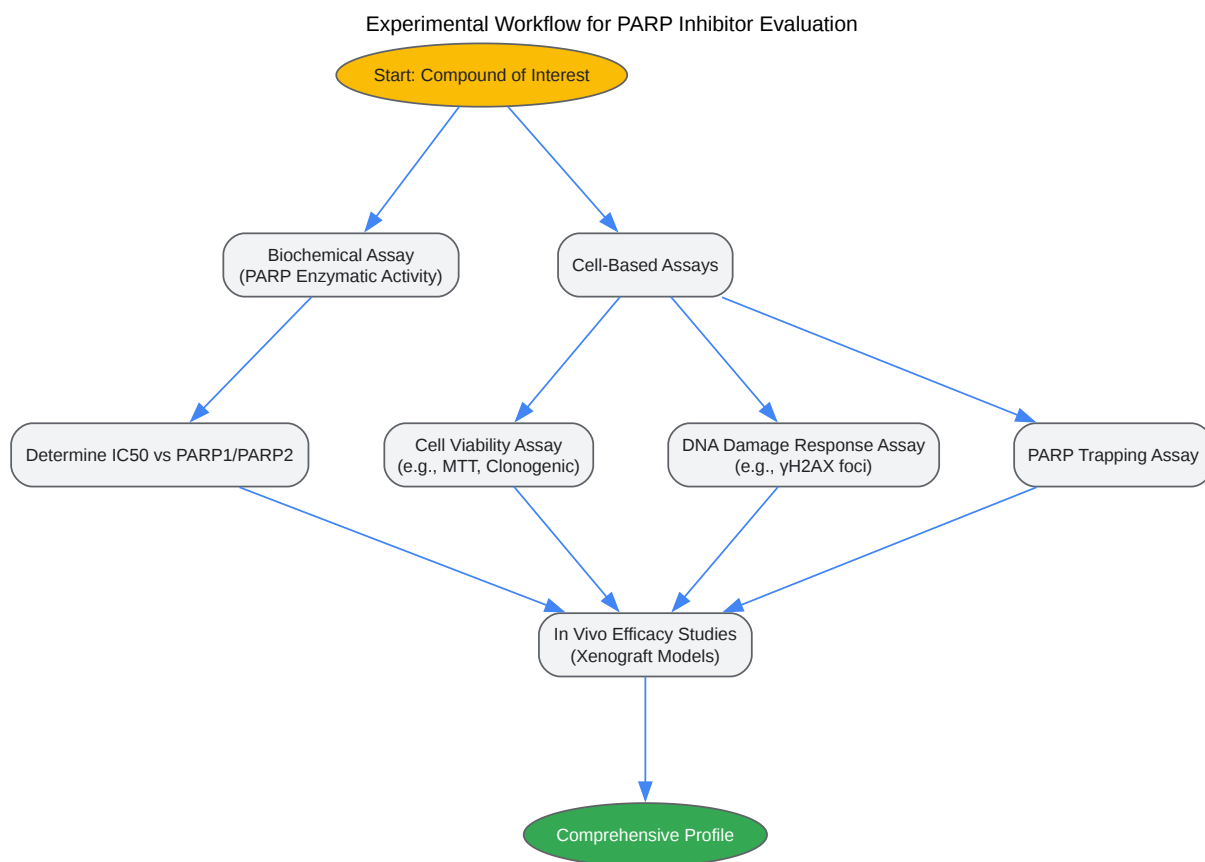 Experimental Workflow for PARP Inhibitor Evaluation
Start: Compound of Interest
Biochemical Assay
(PARP Enzymatic Activity)
Cell-Based Assays
Determine IC50 vs PARP1/PARP2
Cell Viability Assay
(e.g., MTT, Clonogenic)
DNA Damage Response Assay
(e.g., γH2AX foci)
PARP Trapping Assay
In Vivo Efficacy Studies
(Xenograft Models)
Comprehensive Profile